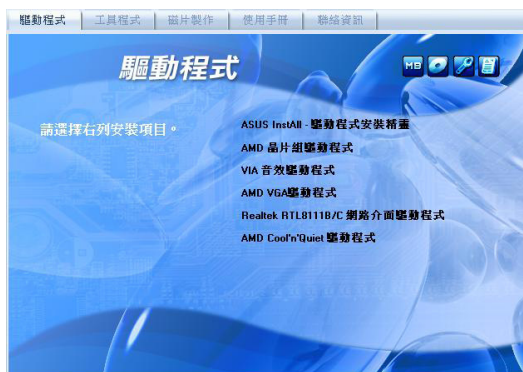 驅動程式 工具程式 磁片製作 使用手冊 聯絡資訊
驅動程式
MB
請選擇右列安裝項目。
ASUS InstAll - 驅動程式安裝精靈
AMD 晶片組驅動程式
VIA 音效驅動程式
AMD VGA驅動程式
Realtek RTL8111B/C 網路介面驅動程式
AMD Cool'n'Quiet 驅動程式